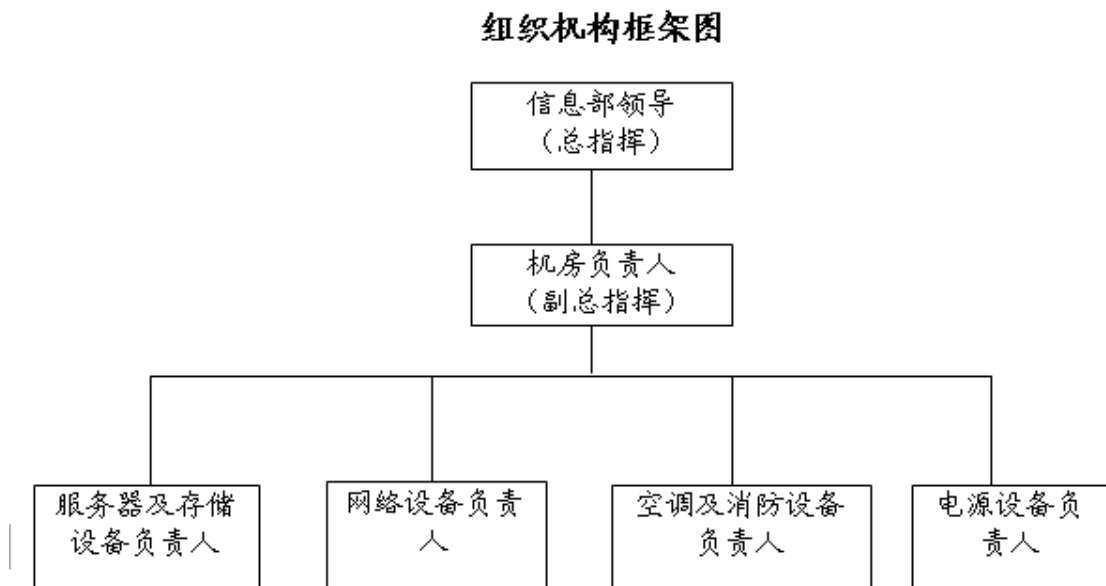 组织机构框架图
信息部领导
（总指挥）
机房负责人
（副总指挥）
服务器及存储
设备负责人
网络设备负责
人
空调及消防设备
负责人
电源设备负
责人